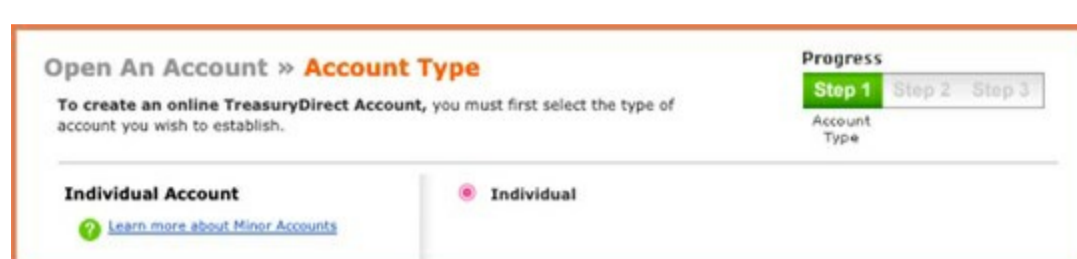 Open An Account » Account Type
Progress
To create an online TreasuryDirect Account, you must first select the type of
account you wish to establish.
Step 1 Step 2 Step 3
Account
Type
Individual Account
Individual
? Learn more about Minor Accounts